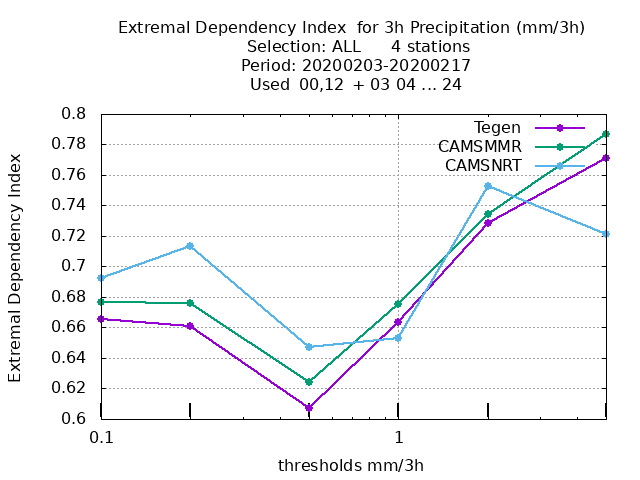 Extremal Dependency Index  for 3h Precipitation (mm/3h)
Selection: ALL      4 stations
Period: 20200203-20200217
Used  00,12  + 03 04 ... 24
Tegen
CAMSMMR
CAMSNRT
Extremal Dependency Index
0.8
0.78
0.76
0.74
0.72
0.7
0.68
0.66
0.64
0.62
0.6
0.1
1
thresholds mm/3h